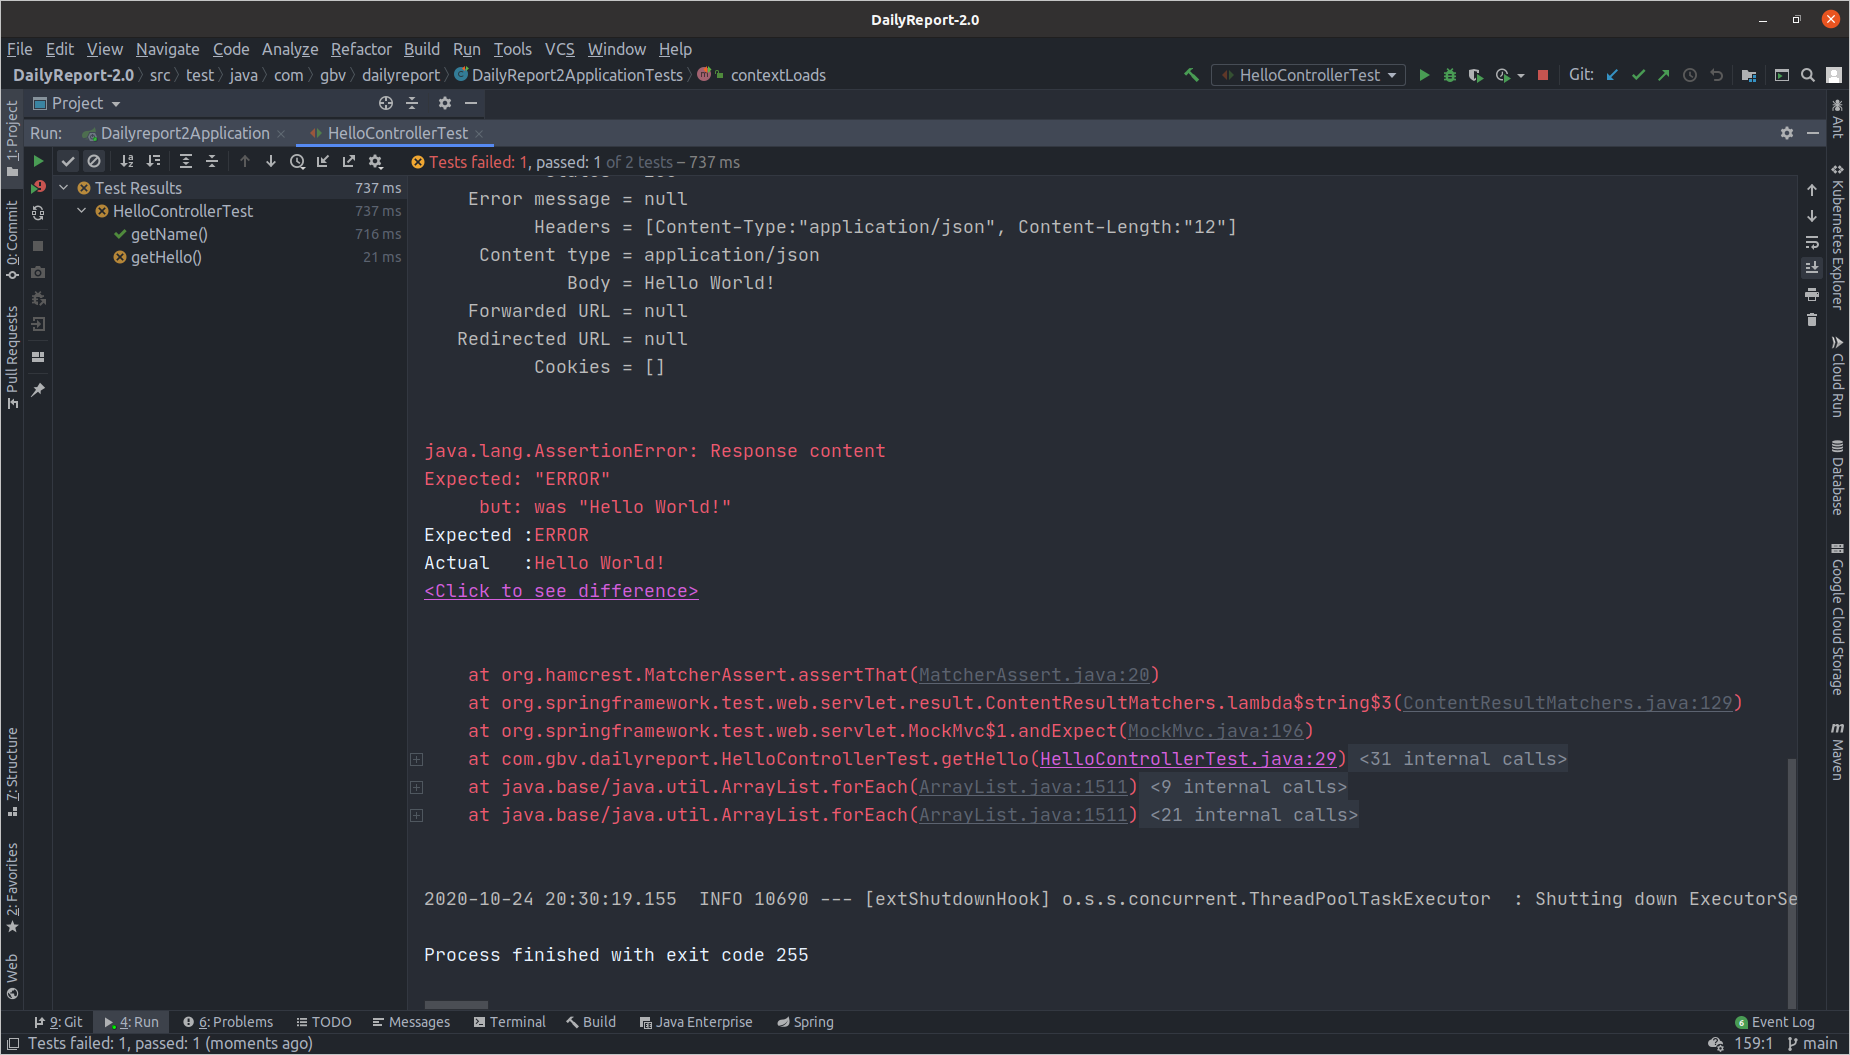 DailyReport-2.0
File Edit View Navigate Code Analyze Refactor Build Run Tools VCS Window Help
DailyReport-2.0 src test java com gbv dailyreport DailyReport2ApplicationTests contextLoads HelloControllerTest Git:
Project
Run: Dailyreport2Application HelloControllerTest
Tests failed: 1, passed: 1 of 2 tests – 737 ms
Test Results 737 ms
HelloControllerTest 737 ms
getName() 716 ms
getHello() 21 ms
Error message = null
Headers = [Content-Type:"application/json", Content-Length:"12"]
Content type = application/json
Body = Hello World!
Forwarded URL = null
Redirected URL = null
Cookies = []
java.lang.AssertionError: Response content
Expected: "ERROR"
but: was "Hello World!"
Expected :ERROR
Actual :Hello World!
<Click to see difference>
at org.hamcrest.MatcherAssert.assertThat(MatcherAssert.java:20)
at org.springframework.test.web.servlet.result.ContentResultMatchers.lambda$string$3(ContentResultMatchers.java:129)
at org.springframework.test.web.servlet.MockMvc$1.andExpect(MockMvc.java:196)
at com.gbv.dailyreport.HelloControllerTest.getHello(HelloControllerTest.java:29) <31 internal calls>
at java.base/java.util.ArrayList.forEach(ArrayList.java:1511) <9 internal calls>
at java.base/java.util.ArrayList.forEach(ArrayList.java:1511) <21 internal calls>
2020-10-24 20:30:19.155 INFO 10690 --- [extShutdownHook] o.s.s.concurrent.ThreadPoolTaskExecutor : Shutting down ExecutorSe
Process finished with exit code 255
1: Project
0: Commit
Pull Requests
7: Structure
2: Favorites
Web
Ant
Kubernetes Explorer
Cloud Run
Database
Google Cloud Storage
Maven
9: Git 4: Run 6: Problems TODO Messages Terminal Build Java Enterprise Spring 6 Event Log
Tests failed: 1, passed: 1 (moments ago) 159:1 main